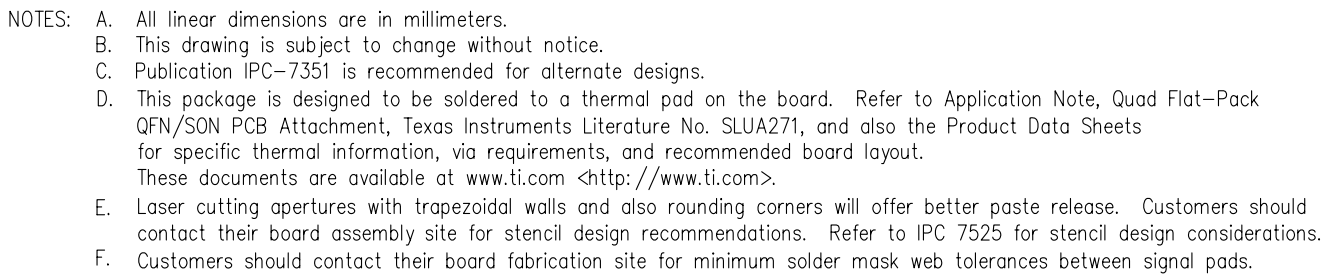 NOTES: A. All linear dimensions are in millimeters.
B. This drawing is subject to change without notice.
C. Publication IPC-7351 is recommended for alternate designs.
D. This package is designed to be soldered to a thermal pad on the board. Refer to Application Note, Quad Flat-Pack
QFN/SON PCB Attachment, Texas Instruments Literature No. SLUA271, and also the Product Data Sheets
for specific thermal information, via requirements, and recommended board layout.
These documents are available at www.ti.com <http://www.ti.com>.
E. Laser cutting apertures with trapezoidal walls and also rounding corners will offer better paste release. Customers should
contact their board assembly site for stencil design recommendations. Refer to IPC 7525 for stencil design considerations.
F. Customers should contact their board fabrication site for minimum solder mask web tolerances between signal pads.